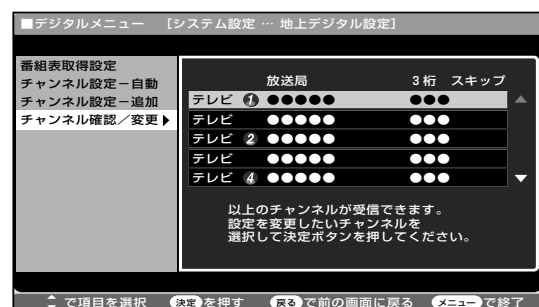 ■デジタルメニュー [システム設定 … 地上デジタル設定]
番組表取得設定
チャンネル設定－自動
チャンネル設定－追加
チャンネル確認／変更▶
放送局 3桁 スキップ
テレビ ❶ ●●●●● ●●●
テレビ ●●●●● ●●●
テレビ ❷ ●●●●● ●●●
テレビ ●●●●● ●●●
テレビ ❹ ●●●●● ●●●
以上のチャンネルが受信できます。
設定を変更したいチャンネルを
選択して決定ボタンを押してください。
で項目を選択 決定を押す 戻るで前の画面に戻る メニューで終了